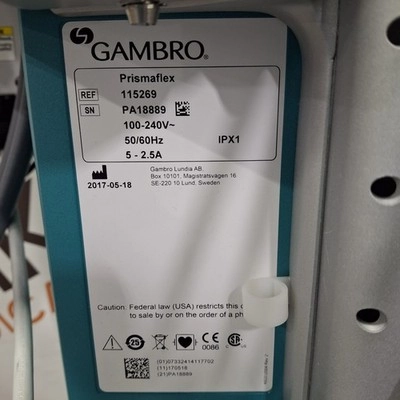 GAMBRO®
Prismaflex
REF 115269
SN PA18889
100-240V~
50/60Hz IPX1
5 - 2.5A
2017-05-18
Gambro Lundia AB,
Box 10101, Magistratsvägen 16
SE-220 10 Lund, Sweden
Caution: Federal law (USA) restricts this
to sale by or on the order of a ph
25
0086
(01)07332414117702
(11)170518
(21)PA18889